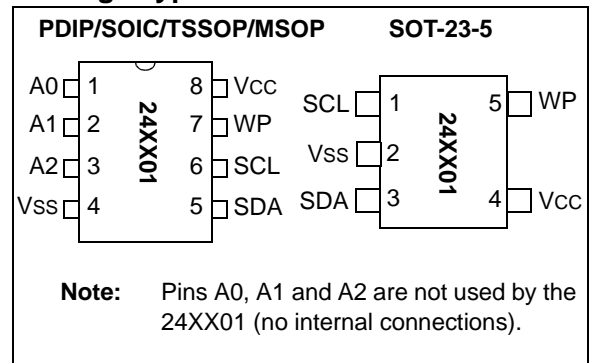 PDIP/SOIC/TSSOP/MSOP SOT-23-5
A0 1 8 VCC
A1 2 7 WP
A2 3 6 SCL
VSS 4 5 SDA
24XX01
SCL 1 5 WP
VSS 2
SDA 3 4 VCC
24XX01
Note: Pins A0, A1 and A2 are not used by the
24XX01 (no internal connections).